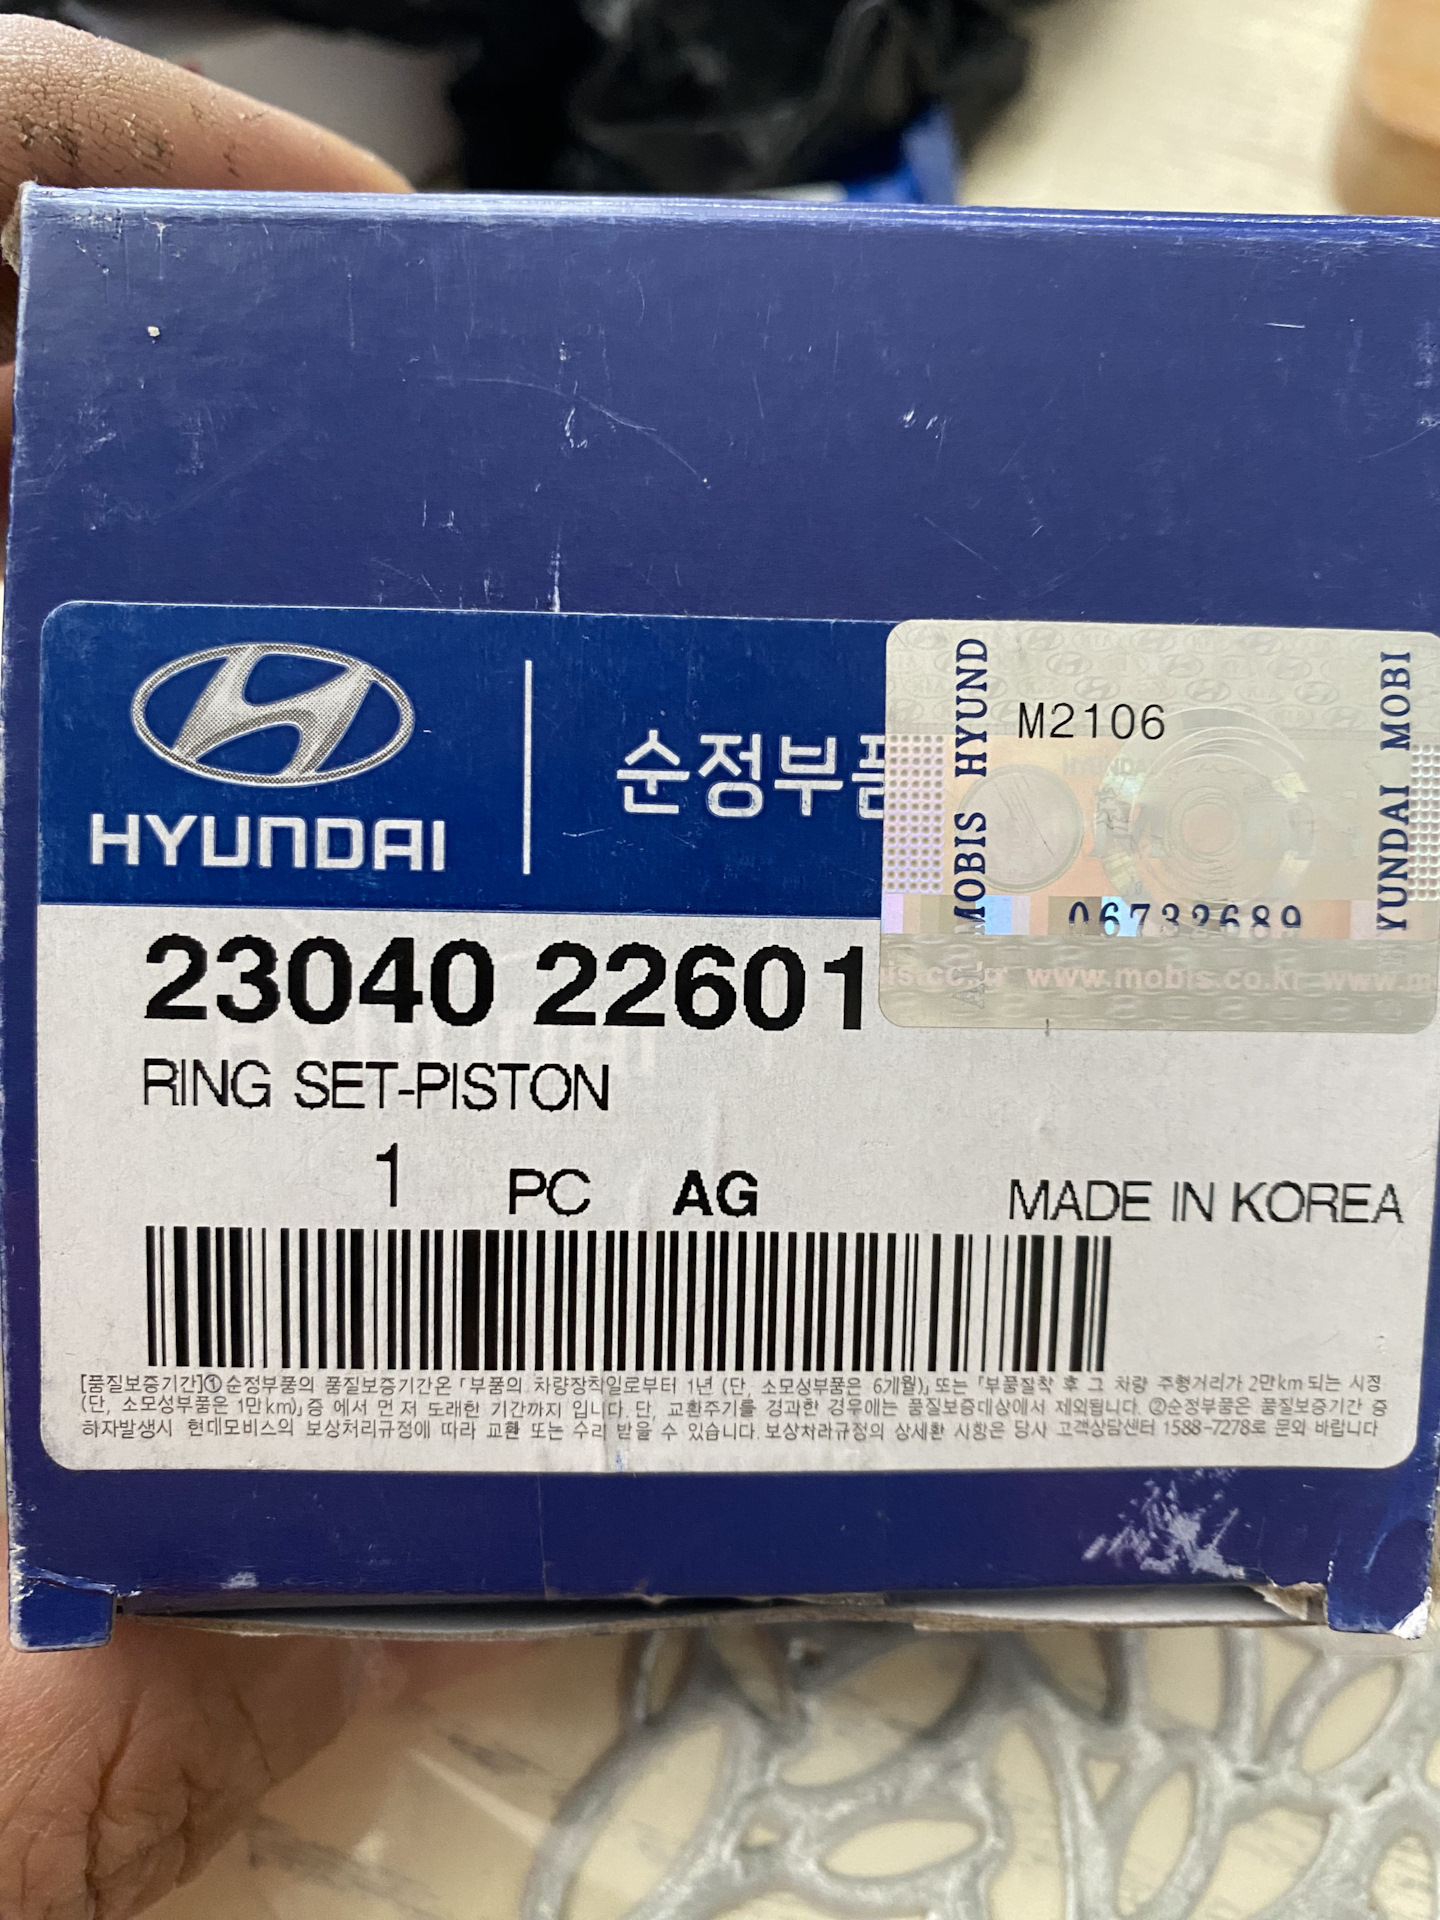 HYUNDAI
순정부품
MOBIS HYUND
M2106
YUNDAI MOBI
06732689
www.mobis.co.kr
23040 22601
RING SET-PISTON
1 PC AG
MADE IN KOREA
[품질보증기간]①순정부품의 품질보증기간은 「부품의 차량장착일로부터 1년 (단, 소모성부품은 6개월)」 또는 「부품장착 후 그 차량 주행거리가 2만km 되는 시점
(단, 소모성부품은 1만km)」중 에서 먼 저 도래한 기간까지 입니다. 단, 교환주기를 경과한 경우에는 품질보증대상에서 제외됩니다. ②순정부품은 품질보증기간 중
하자발생시 현대모비스의 보상처리규정에 따라 교환 또는 수리 받을 수 있습니다. 보상처리규정의 상세한 사항은 당사 고객상담센터 1588-7278로 문의 바랍니다